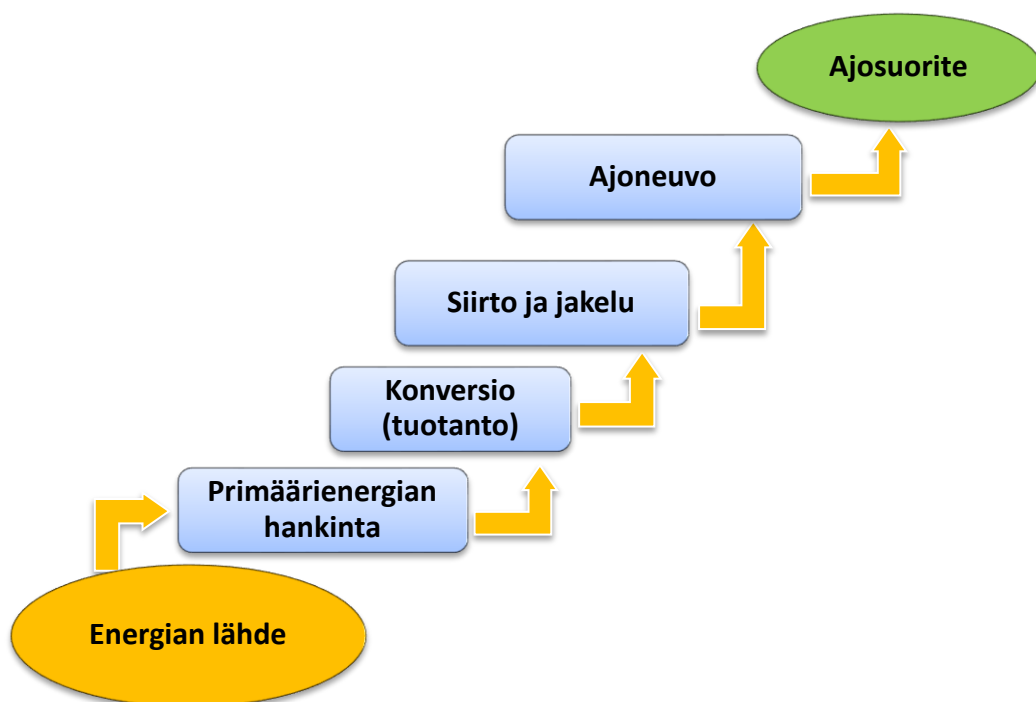 Ajosuorite
Ajoneuvo
Siirto ja jakelu
Konversio
(tuotanto)
Primäärienergian
hankinta
Energian lähde